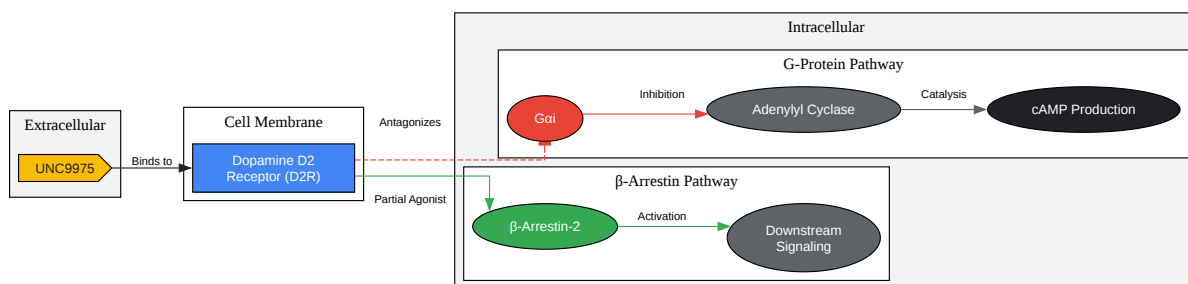 Intracellular
G-Protein Pathway
Inhibition
Catalysis
Gαi
Adenylyl Cyclase
cAMP Production
Extracellular
Cell Membrane
Antagonizes
UNC9975
Binds to
Dopamine D2
Receptor (D2R)
Partial Agonist
β-Arrestin Pathway
β-Arrestin-2
Activation
Downstream
Signaling